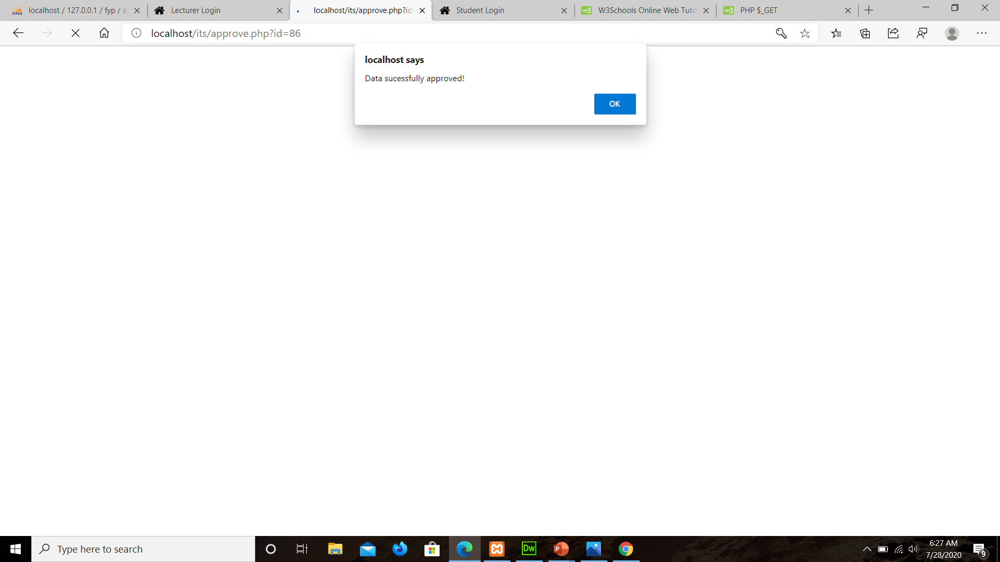 localhost / 127.0.0.1 / fyp / as
Lecturer Login
localhost/its/approve.php?id
Student Login
W3Schools Online Web Tuto
PHP $_GET
localhost/its/approve.php?id=86
localhost says
Data sucessfully approved!
OK
Type here to search
Dw
6:27 AM
7/28/2020
9